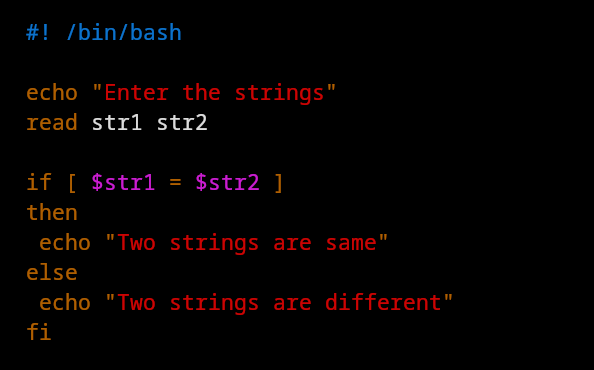 #! /bin/bash
echo "Enter the strings"
read str1 str2
if [ $str1 = $str2 ]
then
echo "Two strings are same"
else
echo "Two strings are different"
fi